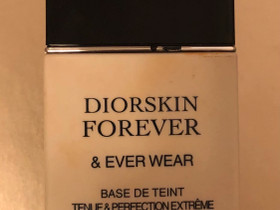 DIORSKIN
FOREVER
& EVER WEAR
BASE DE TEINT
TENUE & PERFECTION EXTRÊME